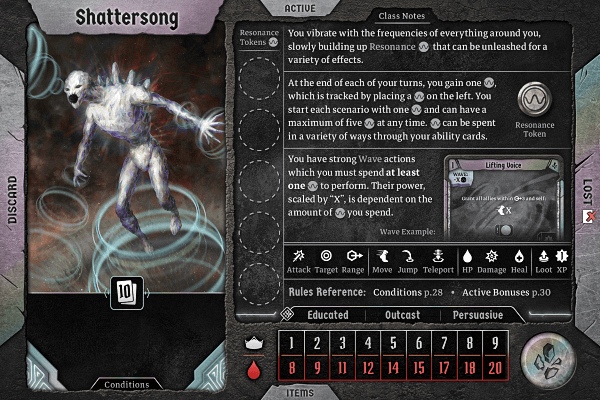 Shattersong
ACTIVE
Class Notes
Resonance
Tokens
You vibrate with the frequencies of everything around you,
slowly building up Resonance that can be unleashed for a
variety of effects.
At the end of each of your turns, you gain one ,
which is tracked by placing a on the left. You
start each scenario with one and can have a
maximum of five at any time. can be spent
in a variety of ways through your ability cards.
Resonance
Token
You have strong Wave actions
which you must spend at least
one to perform. Their power,
scaled by “X”, is dependent on the
amount of you spend.
Wave Example:
Lifting Voice
WAVE:
-X
Grant all allies within X and self:
X
DISCARD
LOST
10
Attack Target Range Move Jump Teleport HP Damage Heal Loot XP
Rules Reference: Conditions p.28 • Active Bonuses p.30
Educated Outcast Persuasive
1 2 3 4 5 6 7 8 9
8 9 11 12 14 15 17 18 20
Conditions
ITEMS